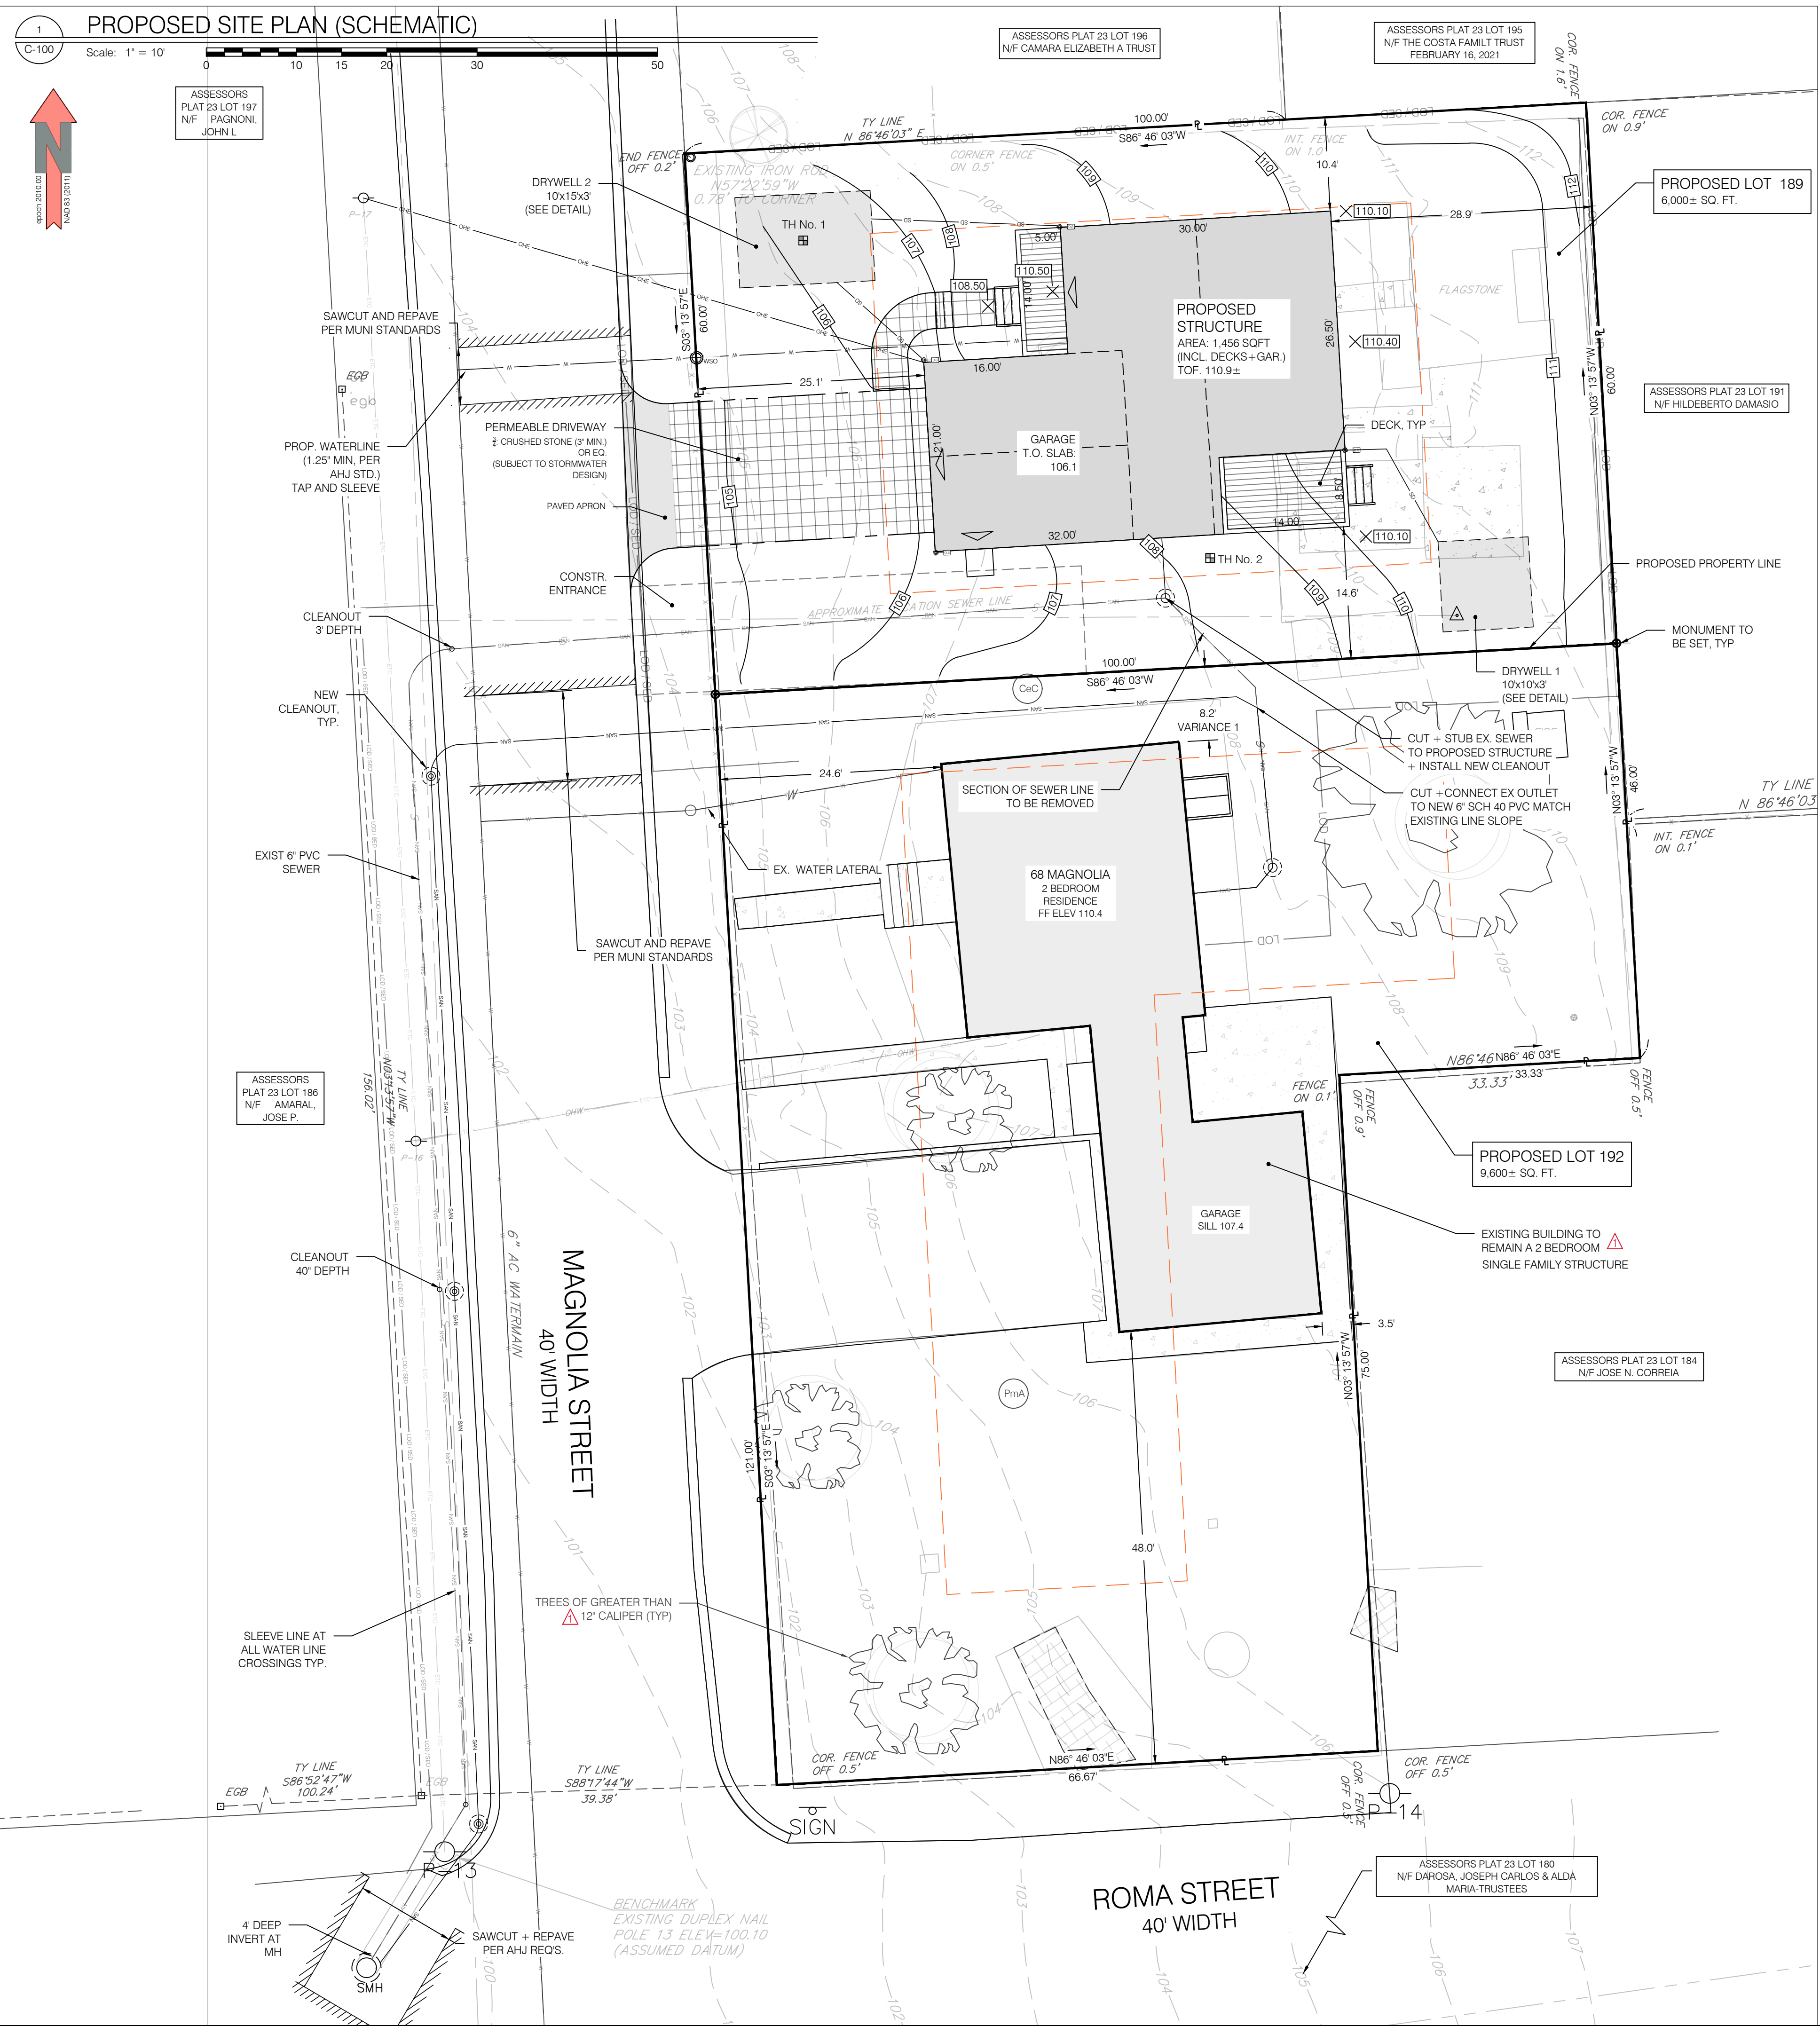 1
C-100
PROPOSED SITE PLAN (SCHEMATIC)
Scale: 1" = 10'
0 10 15 20 30 50
N
epoch 2010.00
NAD 83 (2011)
ASSESSORS
PLAT 23 LOT 197
N/F PAGNONI,
JOHN L
ASSESSORS PLAT 23 LOT 196
N/F CAMARA ELIZABETH A TRUST
ASSESSORS PLAT 23 LOT 195
N/F THE COSTA FAMILT TRUST
FEBRUARY 16, 2021
COR. FENCE
ON 1.6'
COR. FENCE
ON 0.9'
TY LINE
N 86°46'03" E
100.00'
S86° 46' 03"W
LOD / SED
END FENCE
OFF 0.2'
EXISTING IRON ROD
N57°22'59"W
0.78' TO CORNER
CORNER FENCE
ON 0.5'
INT. FENCE
ON 1.0'
10.4'
DRYWELL 2
10'x15'x3'
(SEE DETAIL)
TH No. 1
P-17
PROPOSED LOT 189
6,000± SQ. FT.
110.10
28.9'
30.00'
5.00'
110.50
108.50
14.00'
PROPOSED
STRUCTURE
AREA: 1,456 SQFT
(INCL. DECKS+GAR.)
TOF. 110.9±
26.50'
110.40
FLAGSTONE
S03° 13' 57"E
60.00'
N03° 13' 57"W
60.00'
SAWCUT AND REPAVE
PER MUNI STANDARDS
EGB
egb
WSO
25.1'
16.00'
21.00'
GARAGE
T.O. SLAB:
106.1
DECK, TYP
8.50'
14.00'
32.00'
110.10
ASSESSORS PLAT 23 LOT 191
N/F HILDEBERTO DAMASIO
PROP. WATERLINE
(1.25" MIN, PER
AHJ STD.)
TAP AND SLEEVE
PERMEABLE DRIVEWAY
CRUSHED STONE (3" MIN.)
OR EQ.
(SUBJECT TO STORMWATER
DESIGN)
PAVED APRON
CONSTR.
ENTRANCE
TH No. 2
14.6'
PROPOSED PROPERTY LINE
CLEANOUT
3' DEPTH
MONUMENT TO
BE SET, TYP
DRYWELL 1
10'x10'x3'
(SEE DETAIL)
100.00'
S86° 46' 03"W
CeC
NEW
CLEANOUT,
TYP.
8.2'
VARIANCE 1
CUT + STUB EX. SEWER
TO PROPOSED STRUCTURE
+ INSTALL NEW CLEANOUT
CUT +CONNECT EX OUTLET
TO NEW 6" SCH 40 PVC MATCH
EXISTING LINE SLOPE
24.6'
SECTION OF SEWER LINE
TO BE REMOVED
N03° 13' 57"W
46.00'
TY LINE
N 86°46'03
INT. FENCE
ON 0.1'
EXIST 6" PVC
SEWER
EX. WATER LATERAL
68 MAGNOLIA
2 BEDROOM
RESIDENCE
FF ELEV 110.4
SAWCUT AND REPAVE
PER MUNI STANDARDS
LOD
ASSESSORS
PLAT 23 LOT 186
N/F AMARAL,
JOSE P.
TY LINE
N03°13'57"W
156.02'
P-16
OHW
N86°46
N86° 46' 03"E
33.33'
33.33'
FENCE
ON 0.1'
FENCE
OFF 0.9'
FENCE
OFF 0.5'
PROPOSED LOT 192
9,600± SQ. FT.
GARAGE
SILL 107.4
EXISTING BUILDING TO
REMAIN A 2 BEDROOM
SINGLE FAMILY STRUCTURE
1
CLEANOUT
40" DEPTH
6" AC WATERMAIN
MAGNOLIA STREET
40' WIDTH
3.5'
N03° 13' 57"W
75.00'
ASSESSORS PLAT 23 LOT 184
N/F JOSE N. CORREIA
PmA
121.00'
S03° 13' 57"E
48.0'
TREES OF GREATER THAN
1 12" CALIPER (TYP)
SLEEVE LINE AT
ALL WATER LINE
CROSSINGS TYP.
COR. FENCE
OFF 0.5'
N86° 46' 03"E
66.67'
COR. FENCE
OFF 0.5'
COR. FENCE
OFF 0.5'
TY LINE
S86°52'47"W
100.24'
EGB
EGB
TY LINE
S88°17'44"W
39.38'
SIGN
P-14
P-13
ASSESSORS PLAT 23 LOT 180
N/F DAROSA, JOSEPH CARLOS & ALDA
MARIA-TRUSTEES
ROMA STREET
40' WIDTH
BENCHMARK
EXISTING DUPLEX NAIL
POLE 13 ELEV=100.10
(ASSUMED DATUM)
4' DEEP
INVERT AT
MH
SAWCUT + REPAVE
PER AHJ REQ'S.
SMH